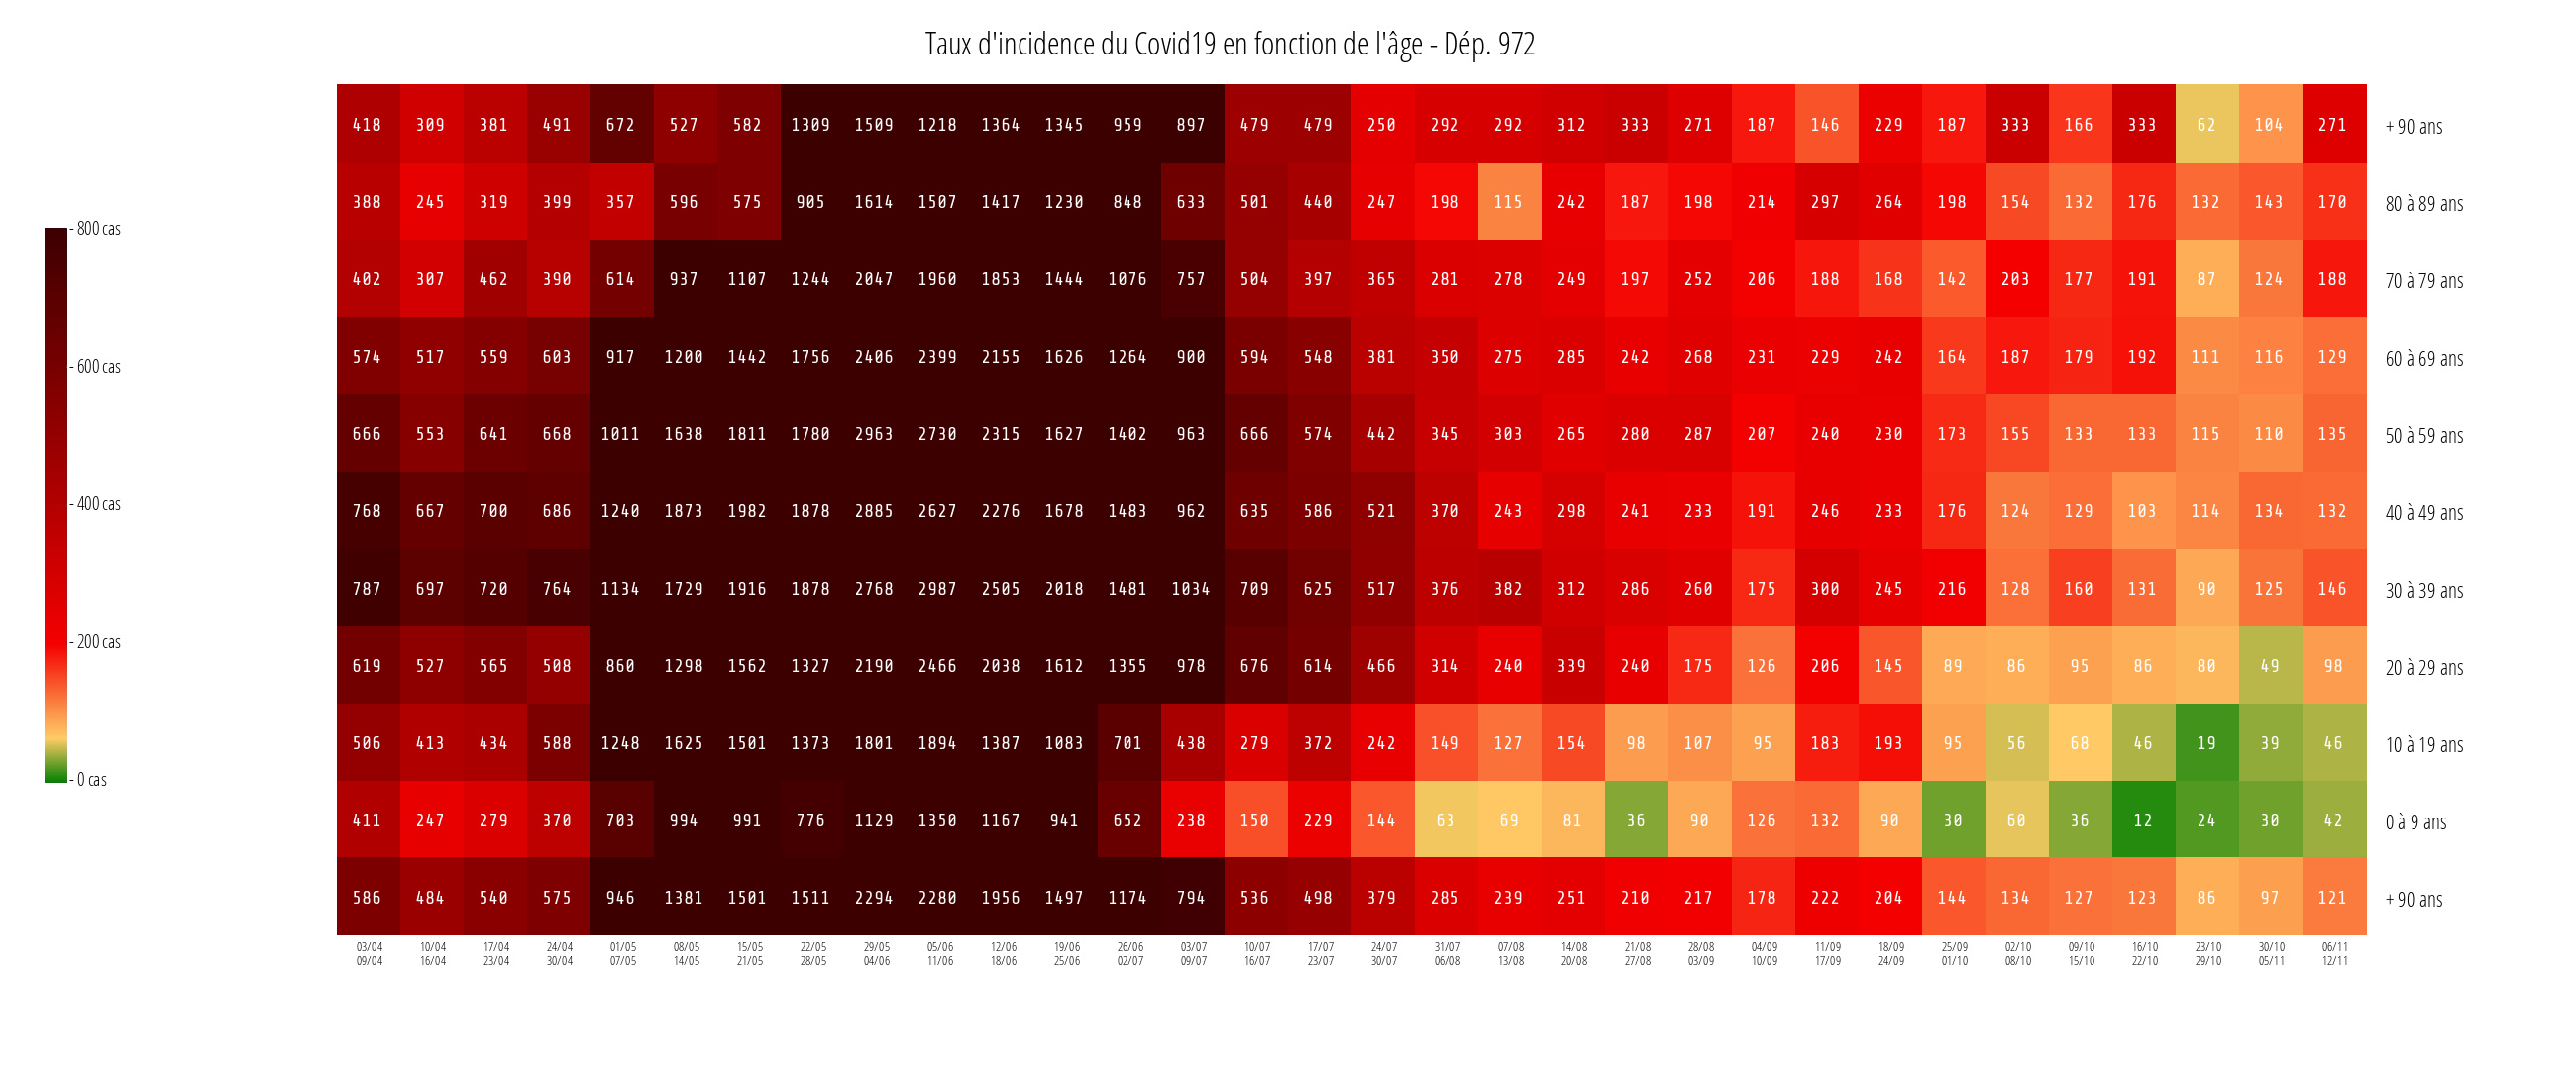 Taux d'incidence du Covid19 en fonction de l'âge - Dép. 972
418 309 381 491 672 527 582 1309 1509 1218 1364 1345 959 897 479 479 250 292 292 312 333 271 187 146 229 187 333 166 333 62 104 271 + 90 ans
388 245 319 399 357 596 575 905 1614 1507 1417 1230 848 633 501 440 247 198 115 242 187 198 214 297 264 198 154 132 176 132 143 170 80 à 89 ans
- 800 cas
402 307 462 390 614 937 1107 1244 2047 1960 1853 1444 1076 757 504 397 365 281 278 249 197 252 206 188 168 142 203 177 191 87 124 188 70 à 79 ans
574 517 559 603 917 1200 1442 1756 2406 2399 2155 1626 1264 900 594 548 381 350 275 285 242 268 231 229 242 164 187 179 192 111 116 129 60 à 69 ans
- 600 cas
666 553 641 668 1011 1638 1811 1780 2963 2730 2315 1627 1402 963 666 574 442 345 303 265 280 287 207 240 230 173 155 133 133 115 110 135 50 à 59 ans
- 400 cas
768 667 700 686 1240 1873 1982 1878 2885 2627 2276 1678 1483 962 635 586 521 370 243 298 241 233 191 246 233 176 124 129 103 114 134 132 40 à 49 ans
787 697 720 764 1134 1729 1916 1878 2768 2987 2505 2018 1481 1034 709 625 517 376 382 312 286 260 175 300 245 216 128 160 131 90 125 146 30 à 39 ans
- 200 cas
619 527 565 508 860 1298 1562 1327 2190 2466 2038 1612 1355 978 676 614 466 314 240 339 240 175 126 206 145 89 86 95 86 80 49 98 20 à 29 ans
506 413 434 588 1248 1625 1501 1373 1801 1894 1387 1083 701 438 279 372 242 149 127 154 98 107 95 183 193 95 56 68 46 19 39 46 10 à 19 ans
- 0 cas
411 247 279 370 703 994 991 776 1129 1350 1167 941 652 238 150 229 144 63 69 81 36 90 126 132 90 30 60 36 12 24 30 42 0 à 9 ans
586 484 540 575 946 1381 1501 1511 2294 2280 1956 1497 1174 794 536 498 379 285 239 251 210 217 178 222 204 144 134 127 123 86 97 121 + 90 ans
03/04 10/04 17/04 24/04 01/05 08/05 15/05 22/05 29/05 05/06 12/06 19/06 26/06 03/07 10/07 17/07 24/07 31/07 07/08 14/08 21/08 28/08 04/09 11/09 18/09 25/09 02/10 09/10 16/10 23/10 30/10 06/11
09/04 16/04 23/04 30/04 07/05 14/05 21/05 28/05 04/06 11/06 18/06 25/06 02/07 09/07 16/07 23/07 30/07 06/08 13/08 20/08 27/08 03/09 10/09 17/09 24/09 01/10 08/10 15/10 22/10 29/10 05/11 12/11